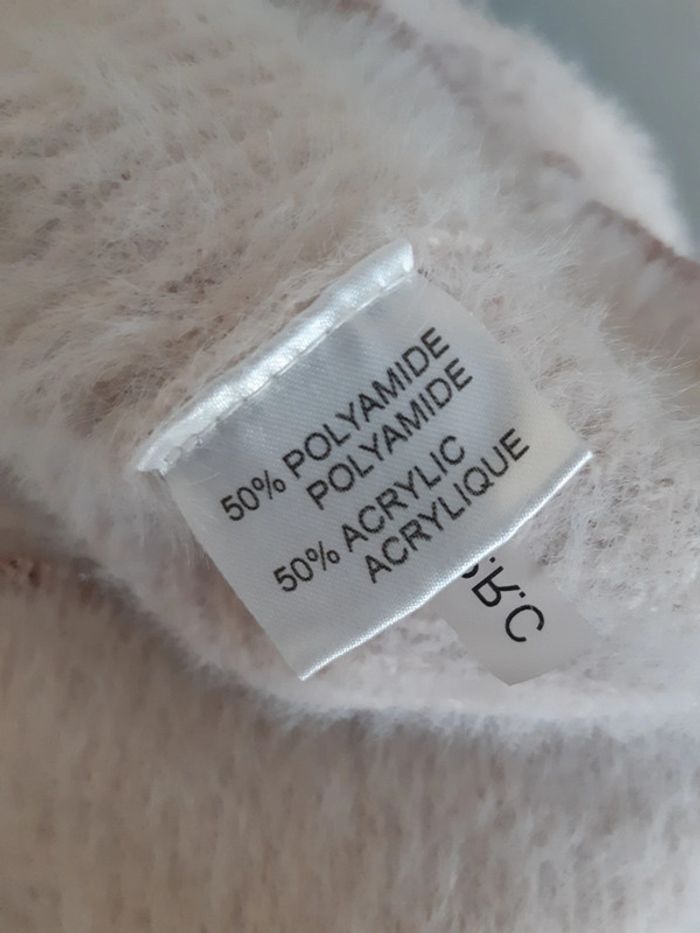 50% POLYAMIDE
POLYAMIDE
50% ACRYLIC
ACRYLIQUE
.R.C